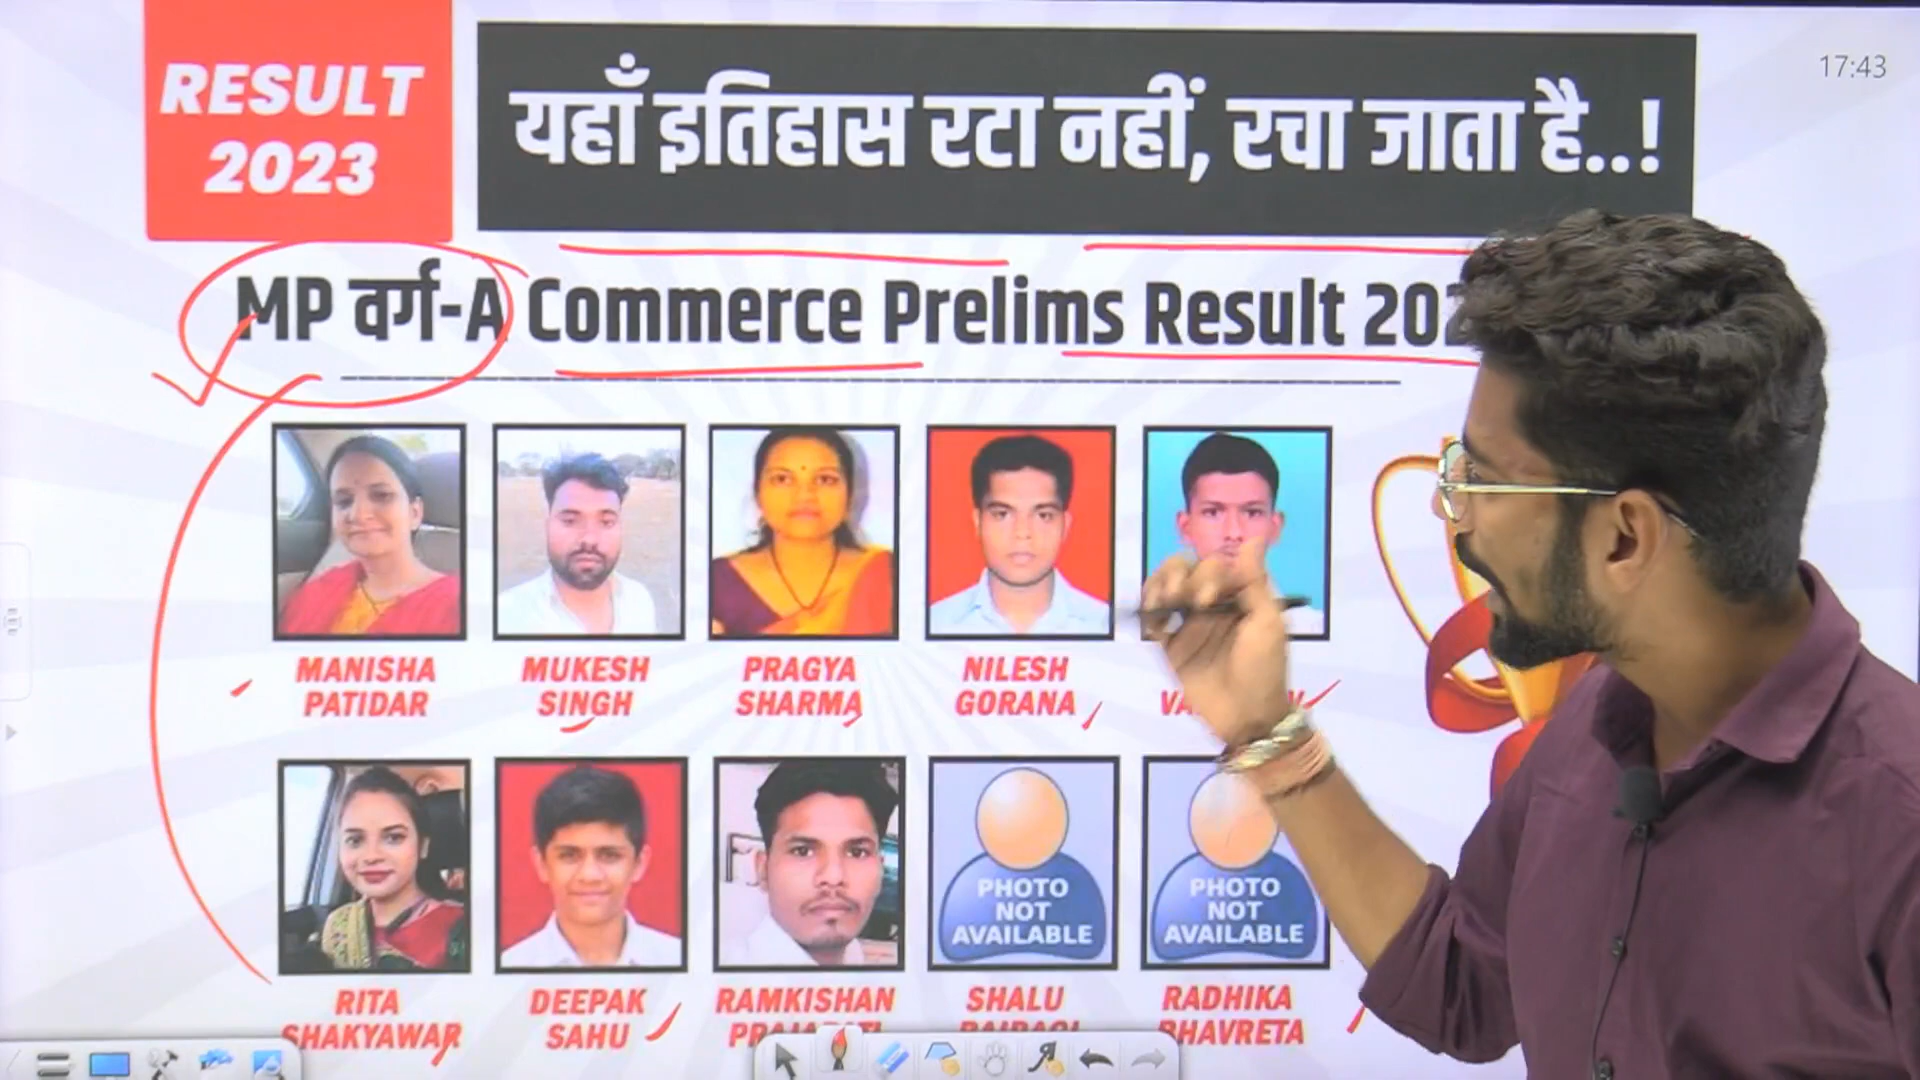 RESULT
2023
यहाँ इतिहास रटा नहीं, रचा जाता है..!
17:43
MP वर्ग-A Commerce Prelims Result
MANISHA
PATIDAR
MUKESH
SINGH
PRAGYA
SHARMA
NILESH
GORANA
PHOTO
NOT
AVAILABLE
PHOTO
NOT
AVAILABLE
RITA
SHAKYAWAR
DEEPAK
SAHU
RAMKISHAN
SHALU
RADHIKA
BHAVRETA